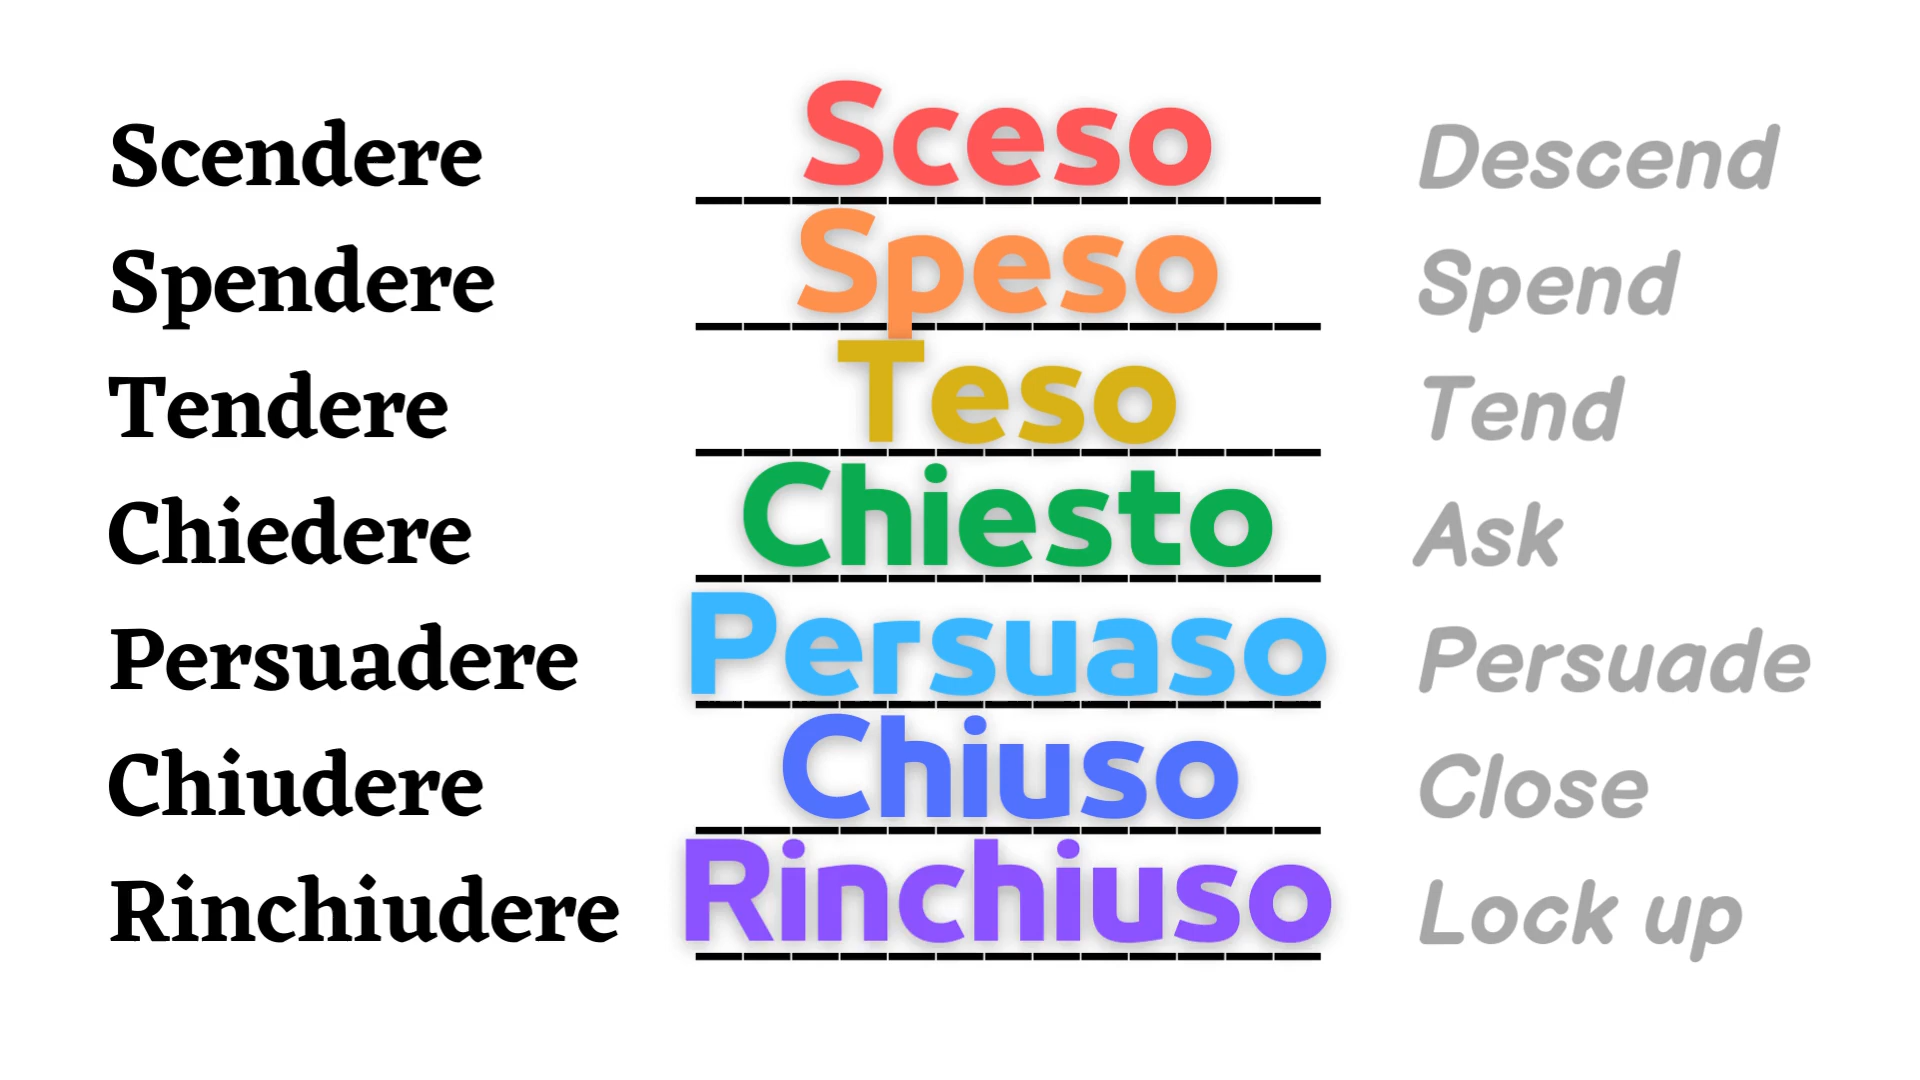 Scendere Sceso Descend
Spendere Speso Spend
Tendere Teso Tend
Chiedere Chiesto Ask
Persuadere Persuaso Persuade
Chiudere Chiuso Close
Rinchiudere Rinchiuso Lock up